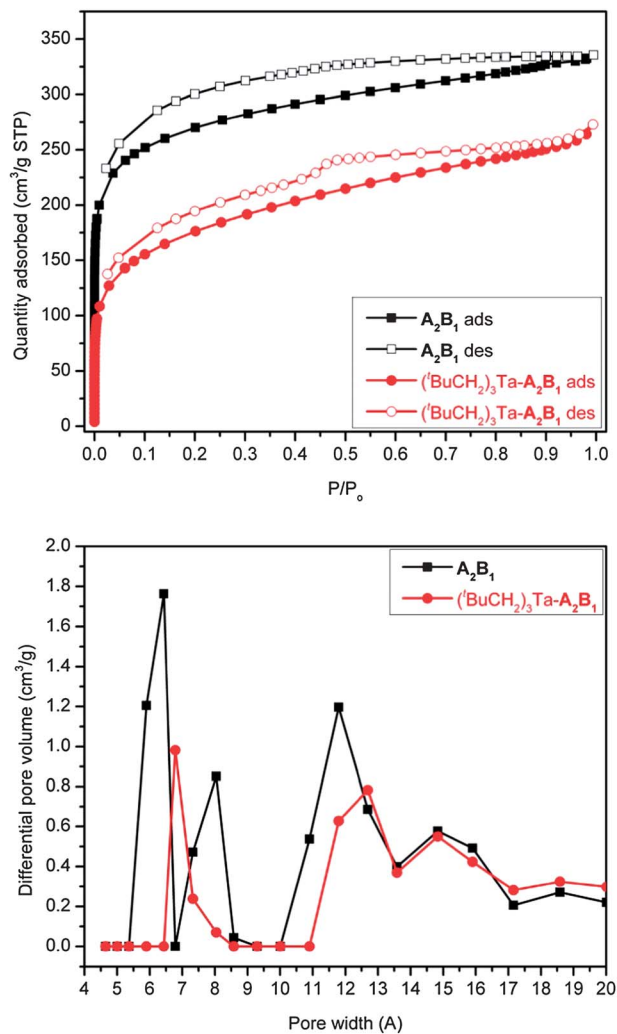 350
300
250
200
150
100
50
0
Quantity adsorbed (cm³/g STP)
A₂B₁ ads
A₂B₁ des
(ᵗBuCH₂)₃Ta-A₂B₁ ads
(ᵗBuCH₂)₃Ta-A₂B₁ des
0.0 0.1 0.2 0.3 0.4 0.5 0.6 0.7 0.8 0.9 1.0
P/Pₒ
2.0
1.8
1.6
1.4
1.2
1.0
0.8
0.6
0.4
0.2
0.0
Differential pore volume (cm³/g)
A₂B₁
(ᵗBuCH₂)₃Ta-A₂B₁
4 5 6 7 8 9 10 11 12 13 14 15 16 17 18 19 20
Pore width (A)